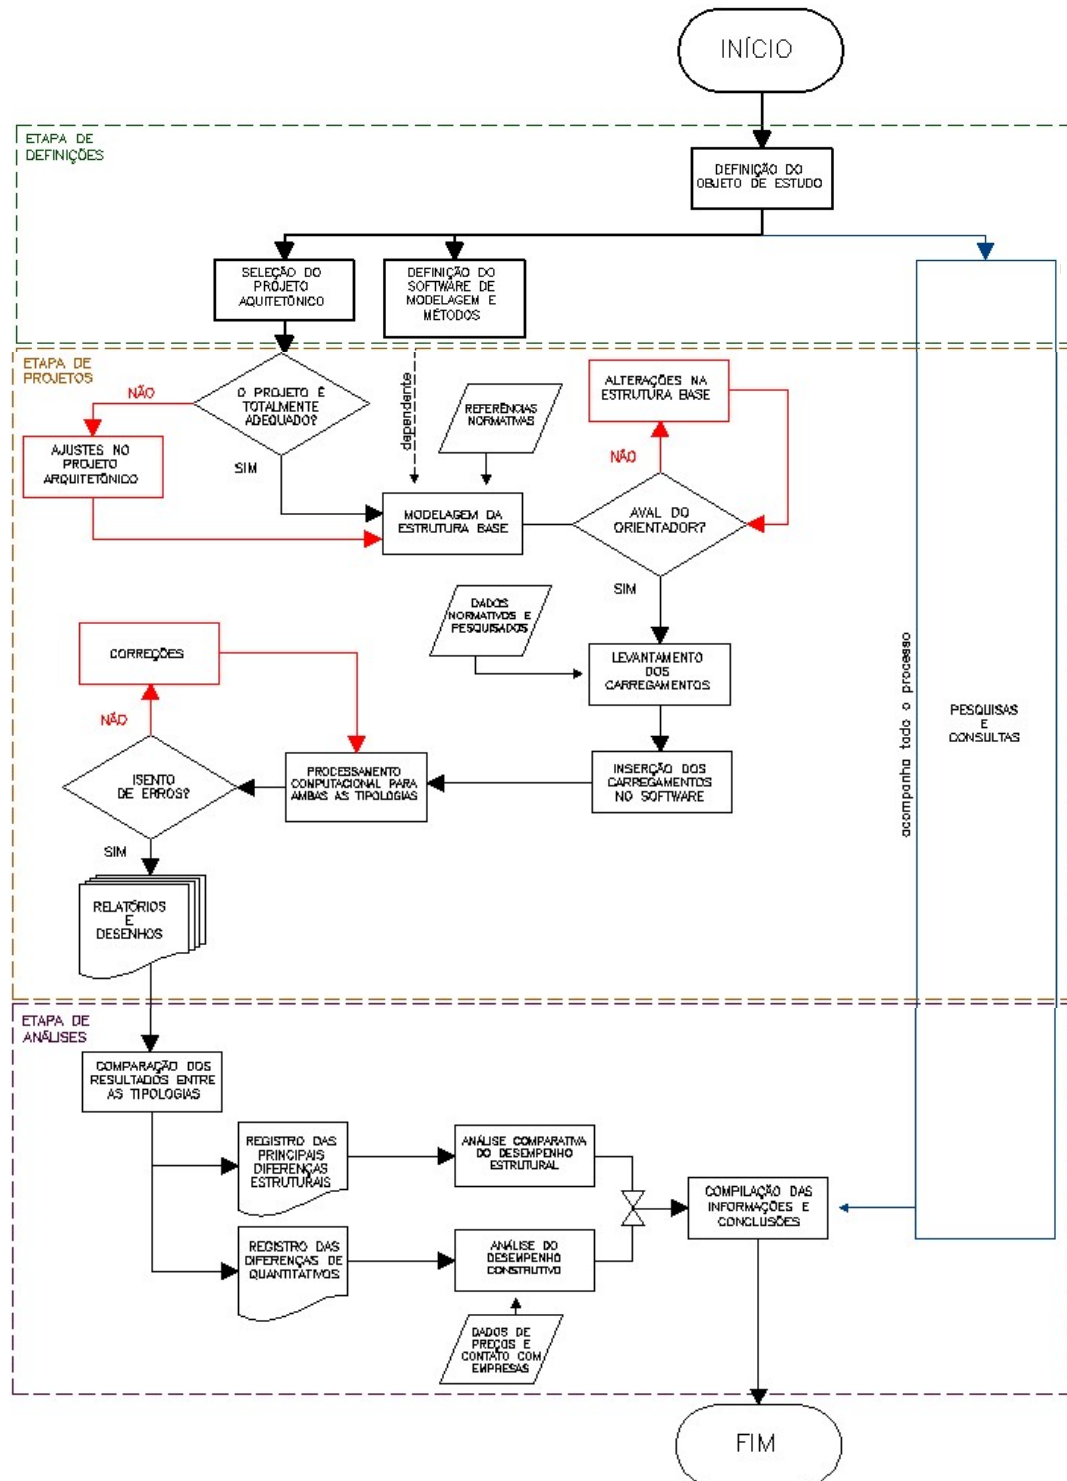 INÍCIO
ETAPA DE
DEFINIÇÕES
DEFINIÇÃO DO
OBJETO DE ESTUDO
SELEÇÃO DO
PROJETO
AQUITETÔNICO
DEFINIÇÃO DO
SOFTWARE DE
MODELAGEM E
MÉTODOS
ETAPA DE
PROJETOS
NÃO
O PROJETO É
TOTALMENTE
ADEQUADO?
dependente
REFERÊNCIAS
NORMATIVAS
ALTERAÇÕES NA
ESTRUTURA BASE
AJUSTES NO
PROJETO
ARQUITETÔNICO
SIM
NÃO
MODELAGEM DA
ESTRUTURA BASE
AVAL DO
ORIENTADOR?
SIM
DADOS
NORMATIVOS E
PESQUISADOS
CORREÇÕES
LEVANTAMENTO
DOS
CARREGAMENTOS
acompanha todo o processo
PESQUISAS
E
CONSULTAS
NÃO
ISENTO
DE ERROS?
PROCESSAMENTO
COMPUTACIONAL PARA
AMBAS AS TIPOLOGIAS
INSERÇÃO DOS
CARREGAMENTOS
NO SOFTWARE
SIM
RELATÓRIOS
E
DESENHOS
ETAPA DE
ANÁLISES
COMPARAÇÃO DOS
RESULTADOS ENTRE
AS TIPOLOGIAS
REGISTRO DAS
PRINCIPAIS
DIFERENÇAS
ESTRUTURAIS
ANÁLISE COMPARATIVA
DO DESEMPENHO
ESTRUTURAL
COMPILAÇÃO DAS
INFORMAÇÕES E
CONCLUSÕES
REGISTRO DAS
DIFERENÇAS DE
QUANTITATIVOS
ANÁLISE DO
DESEMPENHO
CONSTRUTIVO
DADOS DE
PREÇOS E
CONTATO COM
EMPRESAS
FIM